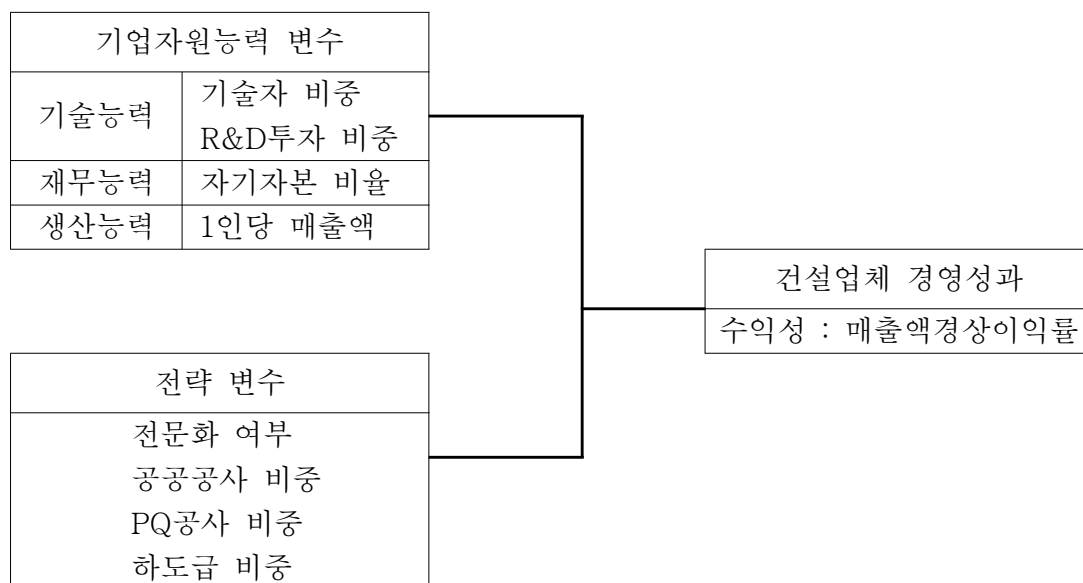 기업자원능력 변수
기술능력
기술자 비중
R&D투자 비중
재무능력
자기자본 비율
생산능력
1인당 매출액
건설업체 경영성과
수익성 : 매출액경상이익률
전략 변수
전문화 여부
공공공사 비중
PQ공사 비중
하도급 비중